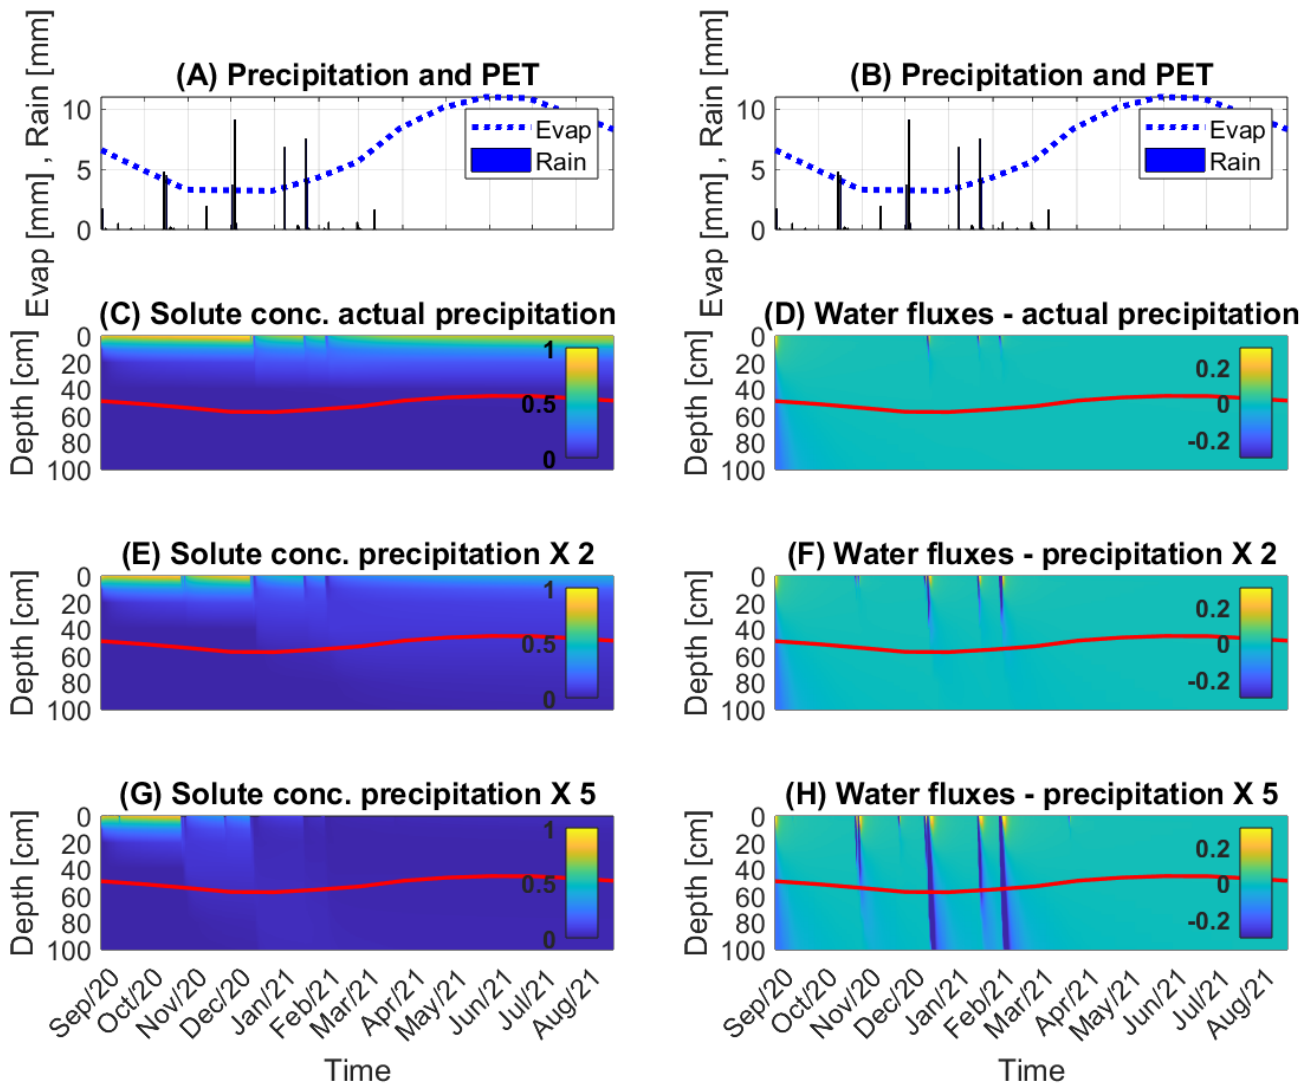 (A) Precipitation and PET
Evap [mm] , Rain [mm]
10
5
0
Evap
Rain
(B) Precipitation and PET
Evap [mm] , Rain [mm]
10
5
0
Evap
Rain
(C) Solute conc. actual precipitation
Depth [cm]
0
20
40
60
80
100
1
0.5
0
(D) Water fluxes - actual precipitation
Depth [cm]
0
20
40
60
80
100
0.2
0
-0.2
(E) Solute conc. precipitation X 2
Depth [cm]
0
20
40
60
80
100
1
0.5
0
(F) Water fluxes - precipitation X 2
Depth [cm]
0
20
40
60
80
100
0.2
0
-0.2
(G) Solute conc. precipitation X 5
Depth [cm]
0
20
40
60
80
100
1
0.5
0
Sep/20
Oct/20
Nov/20
Dec/20
Jan/21
Feb/21
Mar/21
Apr/21
May/21
Jun/21
Jul/21
Aug/21
Time
(H) Water fluxes - precipitation X 5
Depth [cm]
0
20
40
60
80
100
0.2
0
-0.2
Sep/20
Oct/20
Nov/20
Dec/20
Jan/21
Feb/21
Mar/21
Apr/21
May/21
Jun/21
Jul/21
Aug/21
Time